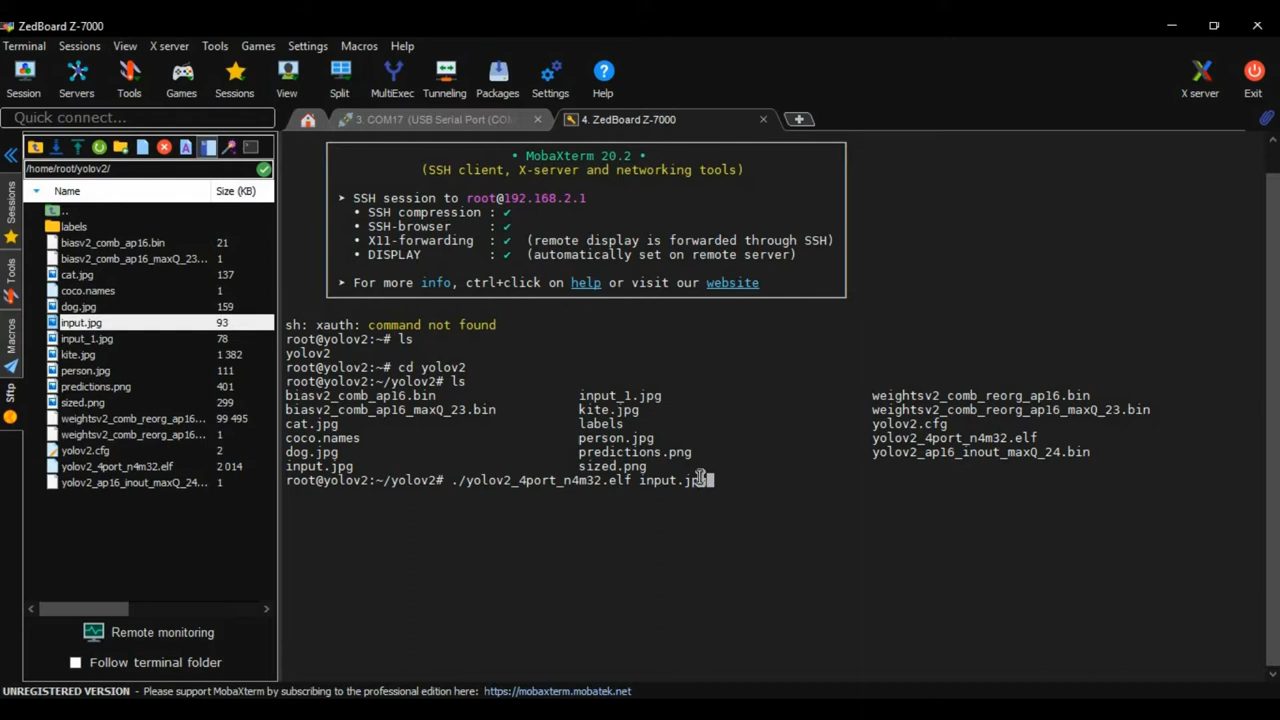 ZedBoard Z-7000
Terminal Sessions View X server Tools Games Settings Macros Help
Session Servers Tools Games Sessions View Split MultiExec Tunneling Packages Settings Help X server Exit
Quick connect...
3. COM17 (USB Serial Port (COM
4. ZedBoard Z-7000
/home/root/yolov2/
Name Size (KB)
..
labels
biasv2_comb_ap16.bin 21
biasv2_comb_ap16_maxQ_23... 1
cat.jpg 137
coco.names 1
dog.jpg 159
input.jpg 93
input_1.jpg 78
kite.jpg 1 382
person.jpg 111
predictions.png 401
sized.png 299
weightsv2_comb_reorg_ap16... 99 495
weightsv2_comb_reorg_ap16... 1
yolov2.cfg 2
yolov2_4port_n4m32.elf 2 014
yolov2_ap16_inout_maxQ_24... 1
Sessions
Tools
Macros
Sftp
Remote monitoring
Follow terminal folder
• MobaXterm 20.2 •
(SSH client, X-server and networking tools)
➤ SSH session to root@192.168.2.1
• SSH compression : ✔
• SSH-browser : ✔
• X11-forwarding : ✔ (remote display is forwarded through SSH)
• DISPLAY : ✔ (automatically set on remote server)
➤ For more info, ctrl+click on help or visit our website
sh: xauth: command not found
root@yolov2:~# ls
yolov2
root@yolov2:~# cd yolov2
root@yolov2:~/yolov2# ls
biasv2_comb_ap16.bin input_1.jpg weightsv2_comb_reorg_ap16.bin
biasv2_comb_ap16_maxQ_23.bin kite.jpg weightsv2_comb_reorg_ap16_maxQ_23.bin
cat.jpg labels yolov2.cfg
coco.names person.jpg yolov2_4port_n4m32.elf
dog.jpg predictions.png yolov2_ap16_inout_maxQ_24.bin
input.jpg sized.png
root@yolov2:~/yolov2# ./yolov2_4port_n4m32.elf input.jpg
UNREGISTERED VERSION - Please support MobaXterm by subscribing to the professional edition here: https://mobaxterm.mobatek.net